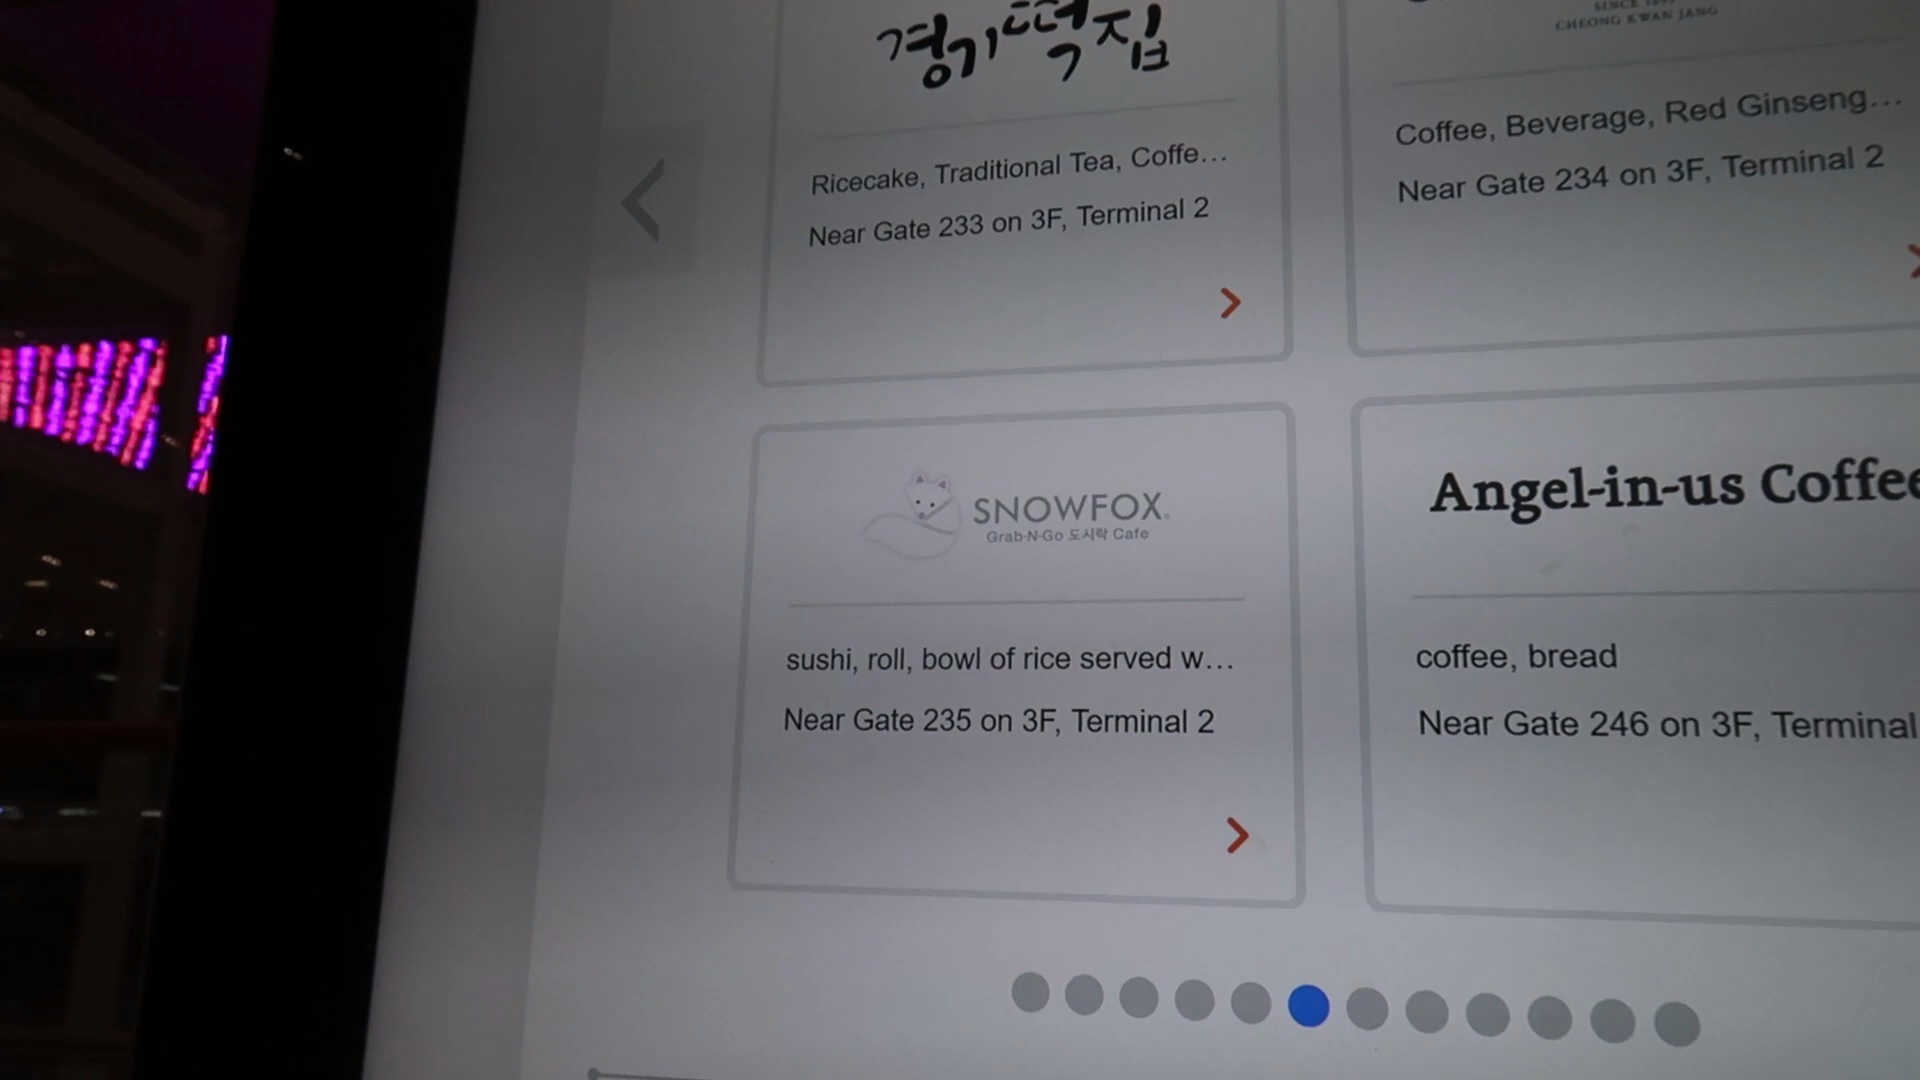 경기떡집
SINCE
CHEONG KWAN JANG
Ricecake, Traditional Tea, Coffe...
Near Gate 233 on 3F, Terminal 2
Coffee, Beverage, Red Ginseng...
Near Gate 234 on 3F, Terminal 2
SNOWFOX
Grab-N-Go 도시락 Cafe
sushi, roll, bowl of rice served w...
Near Gate 235 on 3F, Terminal 2
Angel-in-us Coffee
coffee, bread
Near Gate 246 on 3F, Terminal